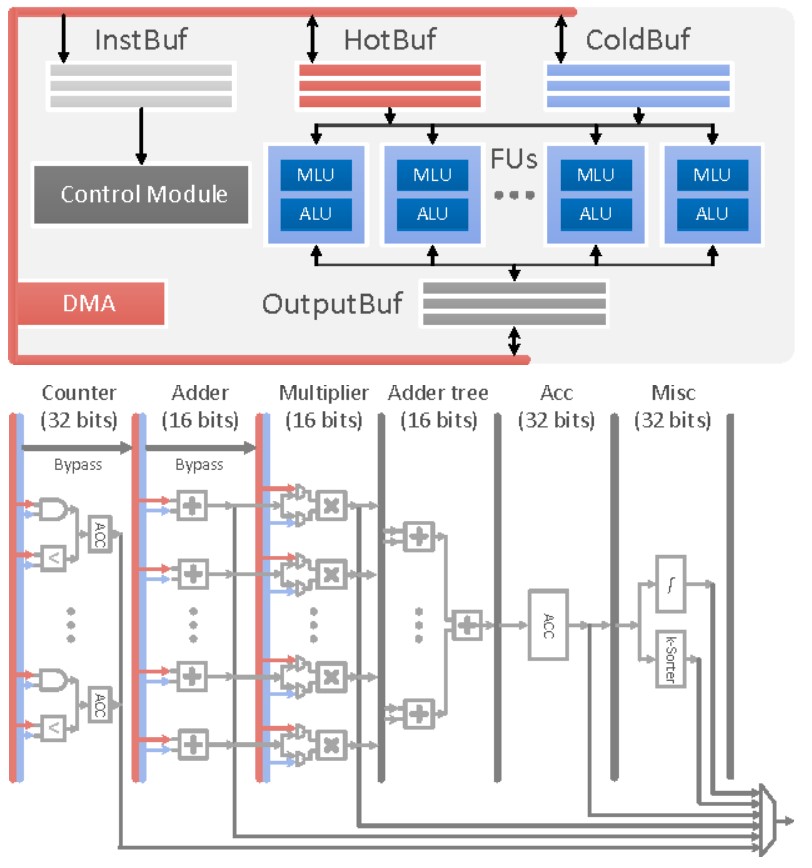 InstBuf
HotBuf
ColdBuf
FUs
MLU
MLU
MLU
MLU
ALU
ALU
ALU
ALU
Control Module
DMA
OutputBuf
Counter
(32 bits)
Adder
(16 bits)
Multiplier
(16 bits)
Adder tree
(16 bits)
Acc
(32 bits)
Misc
(32 bits)
Bypass
Bypass
<
ACC
+
×
+
+
×
+
ACC
∫
k-Sorter
<
ACC
+
×
+
+
×